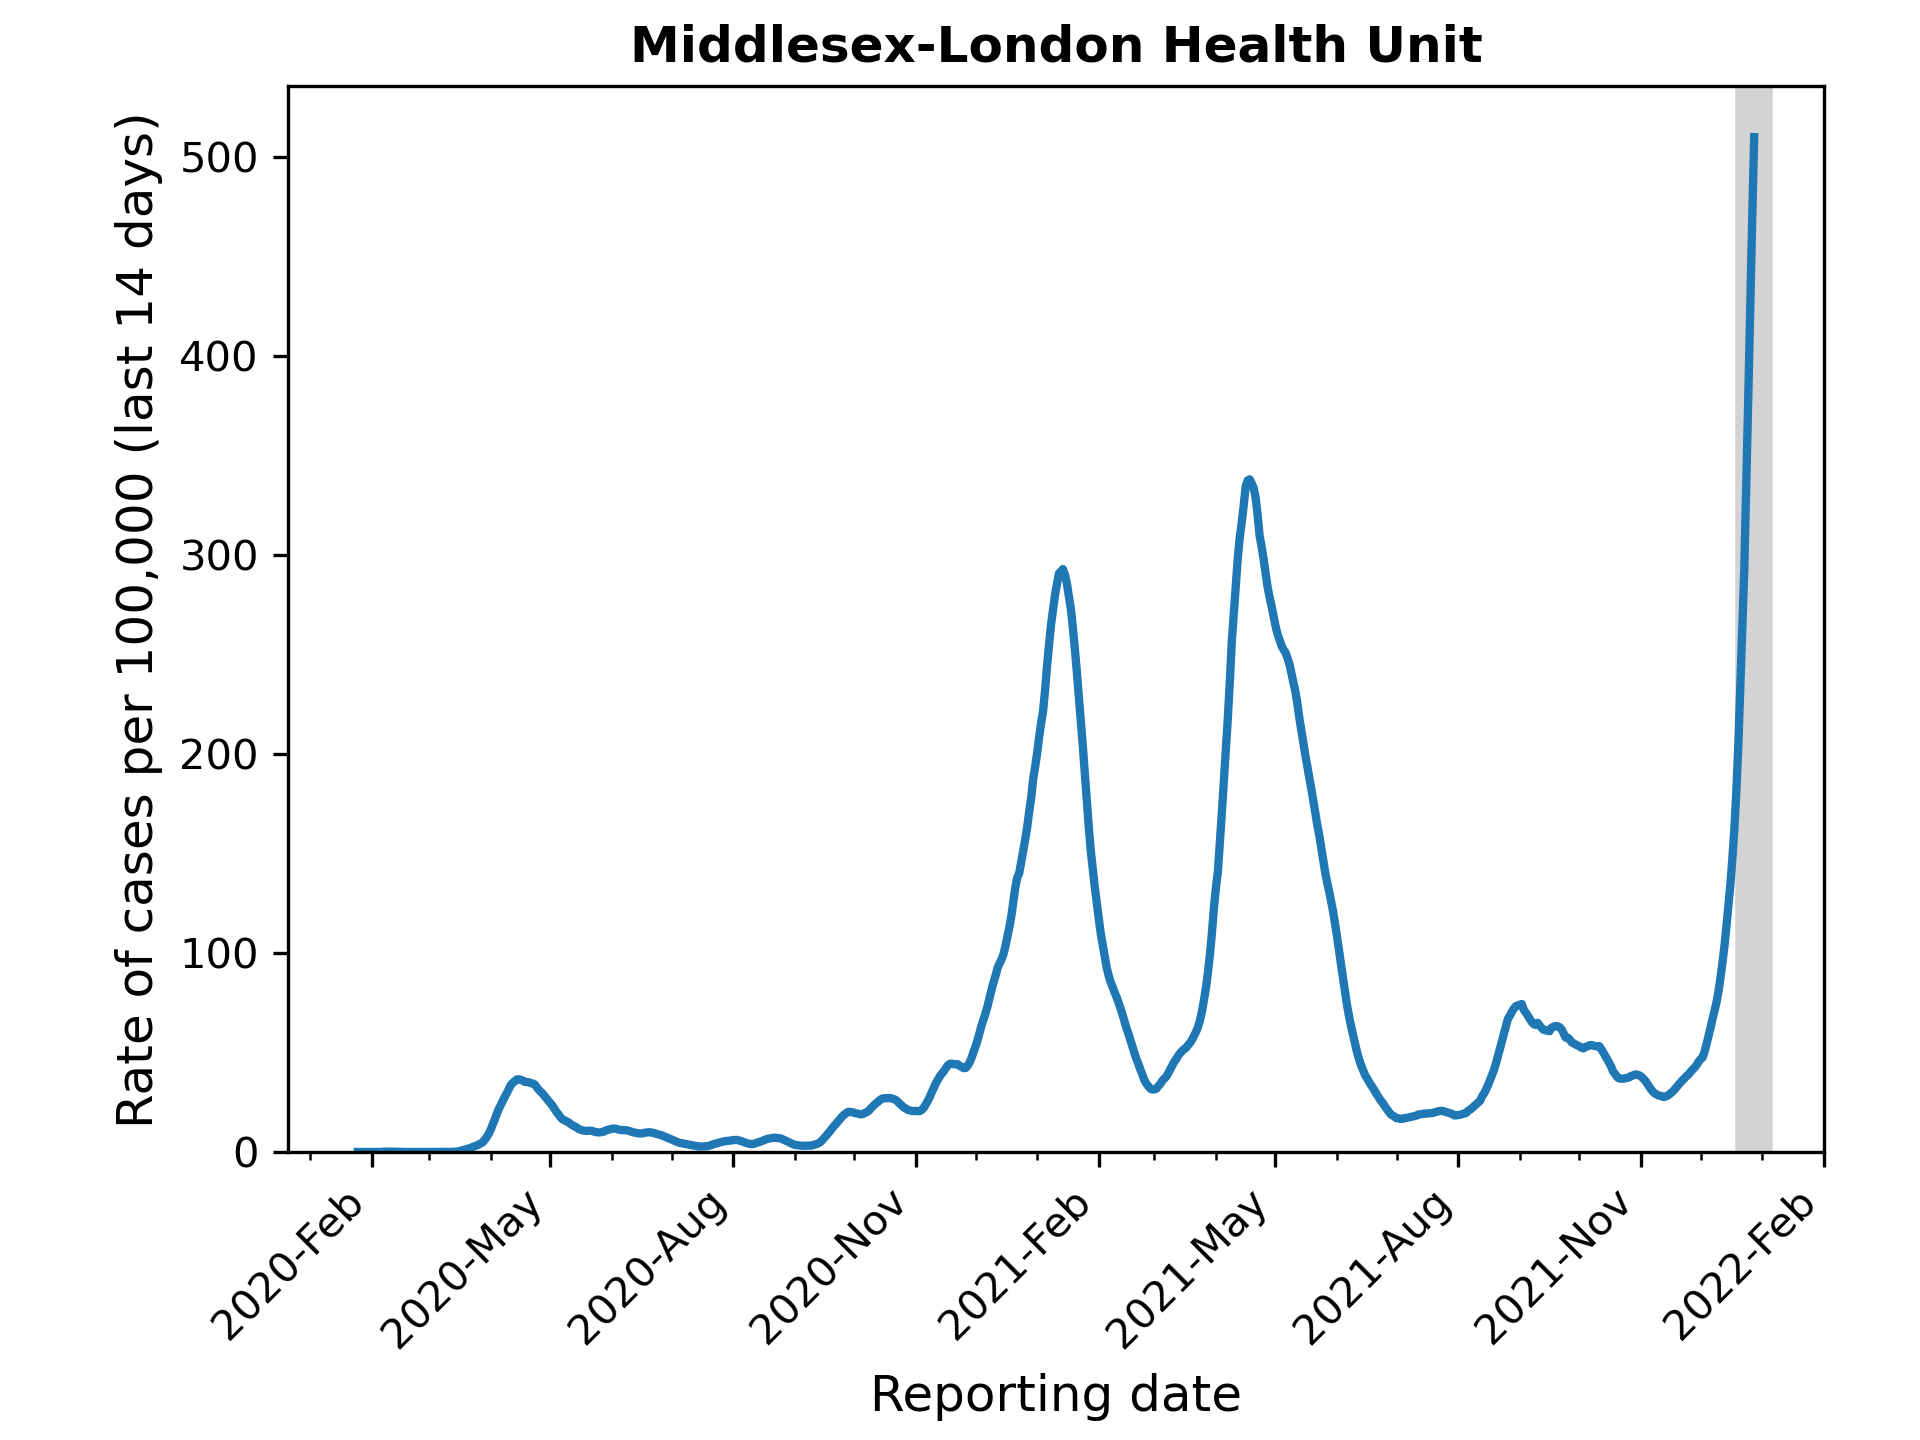 Middlesex-London Health Unit
Rate of cases per 100,000 (last 14 days)
500
400
300
200
100
0
2020-Feb
2020-May
2020-Aug
2020-Nov
2021-Feb
2021-May
2021-Aug
2021-Nov
2022-Feb
Reporting date